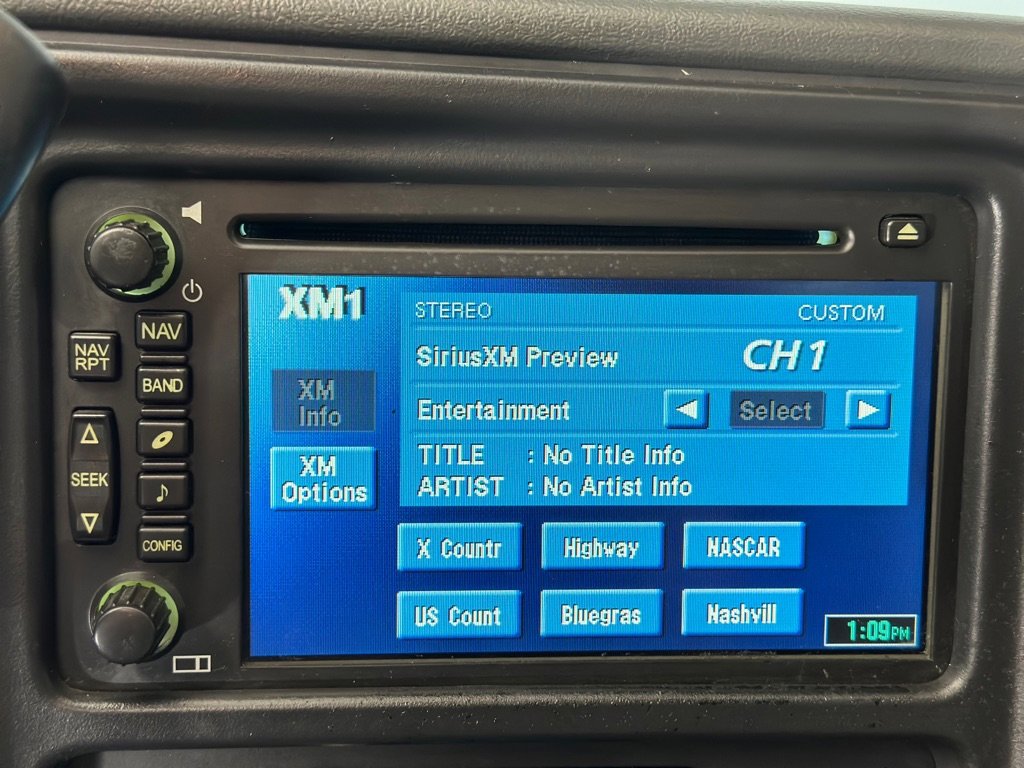 XM1
STEREO CUSTOM
SiriusXM Preview CH 1
Entertainment ◀ Select ▶
XM
Info
TITLE : No Title Info
ARTIST : No Artist Info
XM
Options
X Countr Highway NASCAR
US Count Bluegras Nashvill
1:09PM
NAV
NAV
RPT
BAND
SEEK
CONFIG